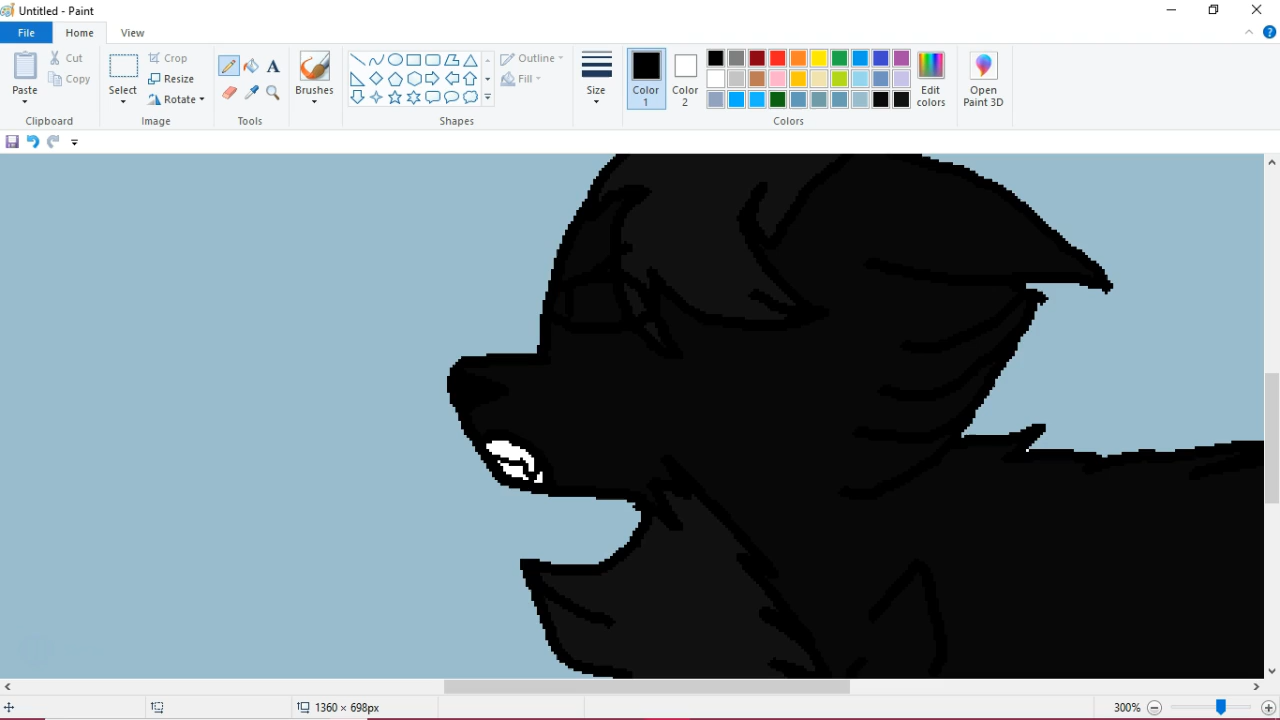 Untitled - Paint
File
Home
View
Paste
Cut
Copy
Clipboard
Select
Crop
Resize
Rotate
Image
A
Tools
Brushes
Outline
Fill
Shapes
Size
Color
1
Color
2
Edit
colors
Colors
Open
Paint 3D
?
1360 × 698px
300%